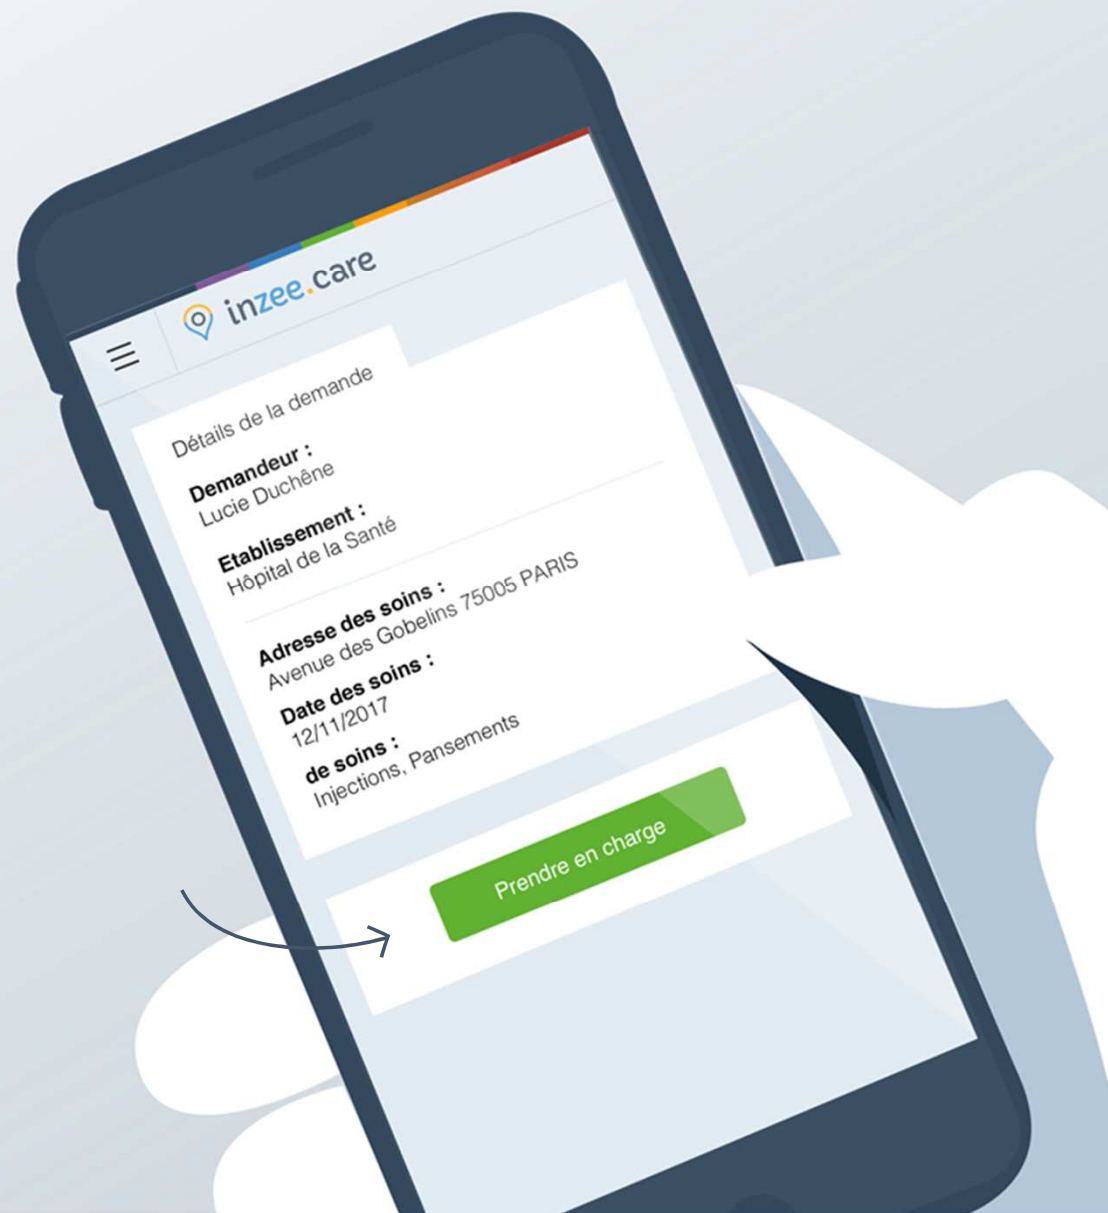 inzee.care
Détails de la demande
Demandeur :
Lucie Duchêne
Etablissement :
Hôpital de la Santé
Adresse des soins :
Avenue des Gobelins 75005 PARIS
Date des soins :
12/11/2017
de soins :
Injections, Pansements
Prendre en charge